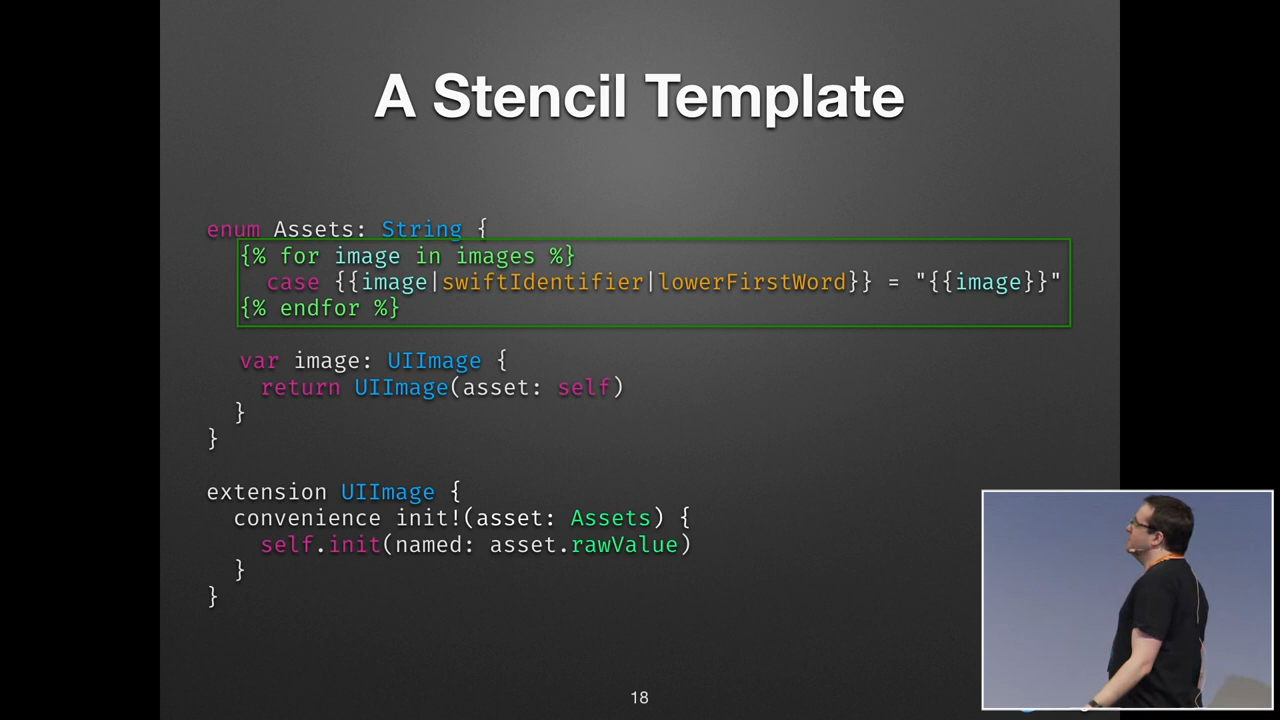 A Stencil Template
enum Assets: String {
{% for image in images %}
case {{image|swiftIdentifier|lowerFirstWord}} = "{{image}}"
{% endfor %}
var image: UIImage {
return UIImage(asset: self)
}
}
extension UIImage {
convenience init!(asset: Assets) {
self.init(named: asset.rawValue)
}
}
18